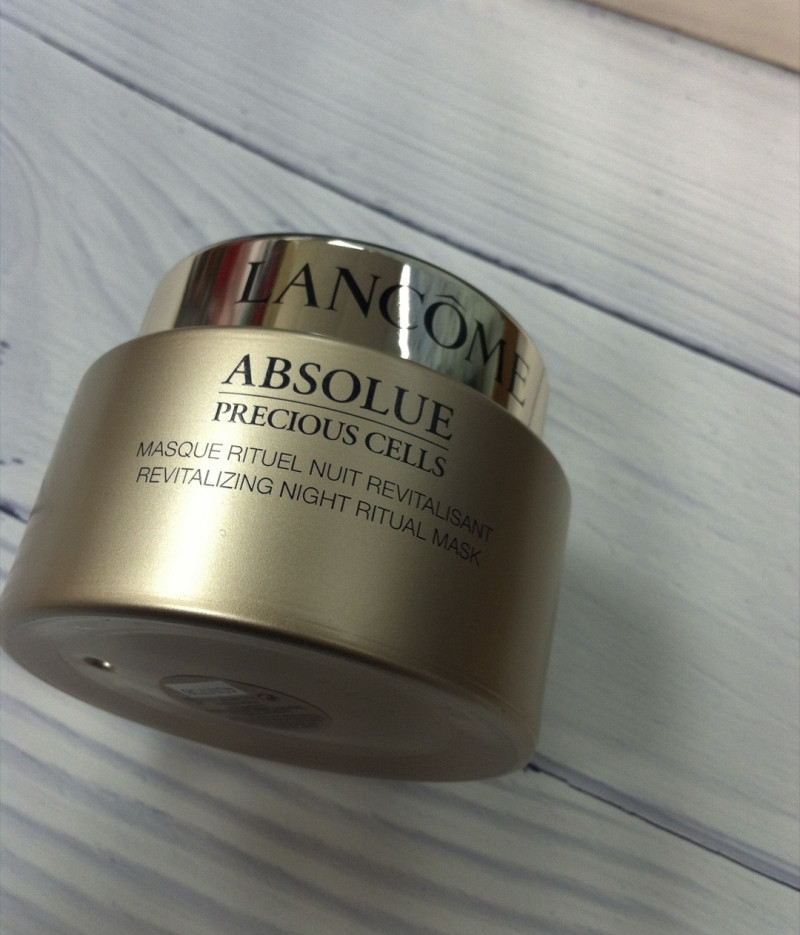 LANCÔME
ABSOLUE
PRECIOUS CELLS
MASQUE RITUEL NUIT REVITALISANT
REVITALIZING NIGHT RITUAL MASK